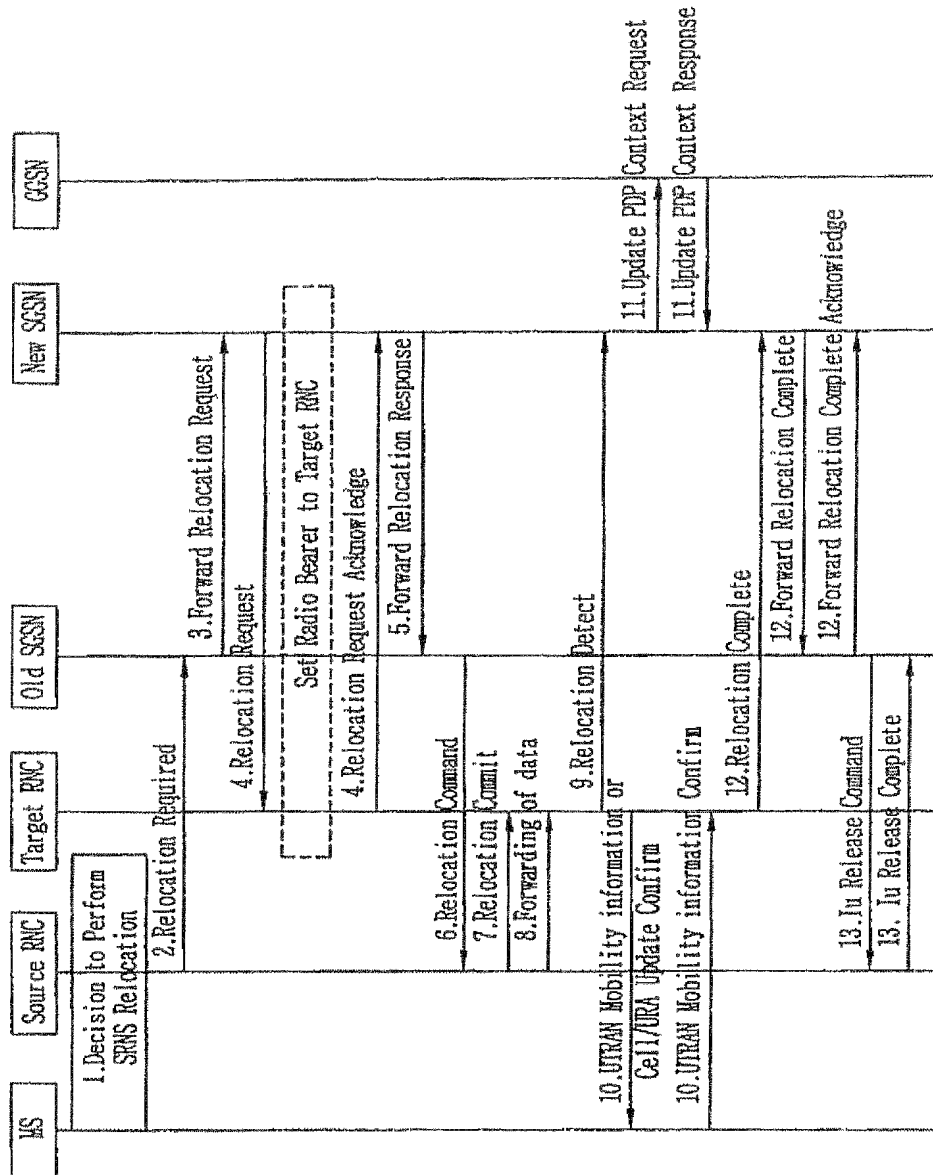 MS
Source RNC
Target RNC
Old SGSN
New SGSN
GGSN
1.Decision to Perform
SRNS Relocation
2.Relocation Required
3.Forward Relocation Request
4.Relocation Request
Set Radio Bearer to Target RNC
4.Relocation Request Acknowledge
5.Forward Relocation Response
6.Relocation Command
7.Relocation Commit
8.Forwarding of data
9.Relocation Detect
10.UTRAN Mobility information or
Cell/URA Update Confirm
10.UTRAN Mobility information Confirm
11.Update PDP Context Request
11.Update PDP Context Response
12.Relocation Complete
12.Forward Relocation Complete
12.Forward Relocation Complete Acknowledge
13.Iu Release Command
13. Iu Release Complete